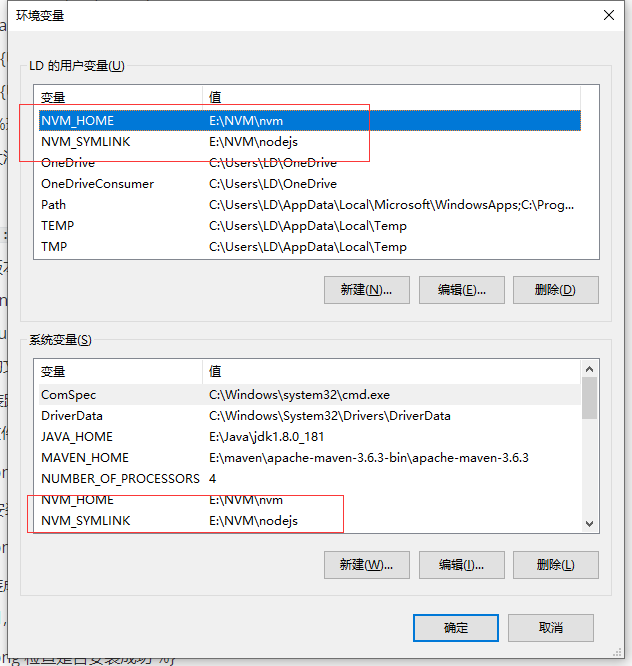 环境变量
LD 的用户变量(U)
变量 值
NVM_HOME E:\NVM\nvm
NVM_SYMLINK E:\NVM\nodejs
OneDrive C:\Users\LD\OneDrive
OneDriveConsumer C:\Users\LD\OneDrive
Path C:\Users\LD\AppData\Local\Microsoft\WindowsApps;C:\Prog...
TEMP C:\Users\LD\AppData\Local\Temp
TMP C:\Users\LD\AppData\Local\Temp
新建(N)... 编辑(E)... 删除(D)
系统变量(S)
变量 值
ComSpec C:\Windows\system32\cmd.exe
DriverData C:\Windows\System32\Drivers\DriverData
JAVA_HOME E:\Java\jdk1.8.0_181
MAVEN_HOME E:\maven\apache-maven-3.6.3-bin\apache-maven-3.6.3
NUMBER_OF_PROCESSORS 4
NVM_HOME E:\NVM\nvm
NVM_SYMLINK E:\NVM\nodejs
新建(W)... 编辑(I)... 删除(L)
确定 取消